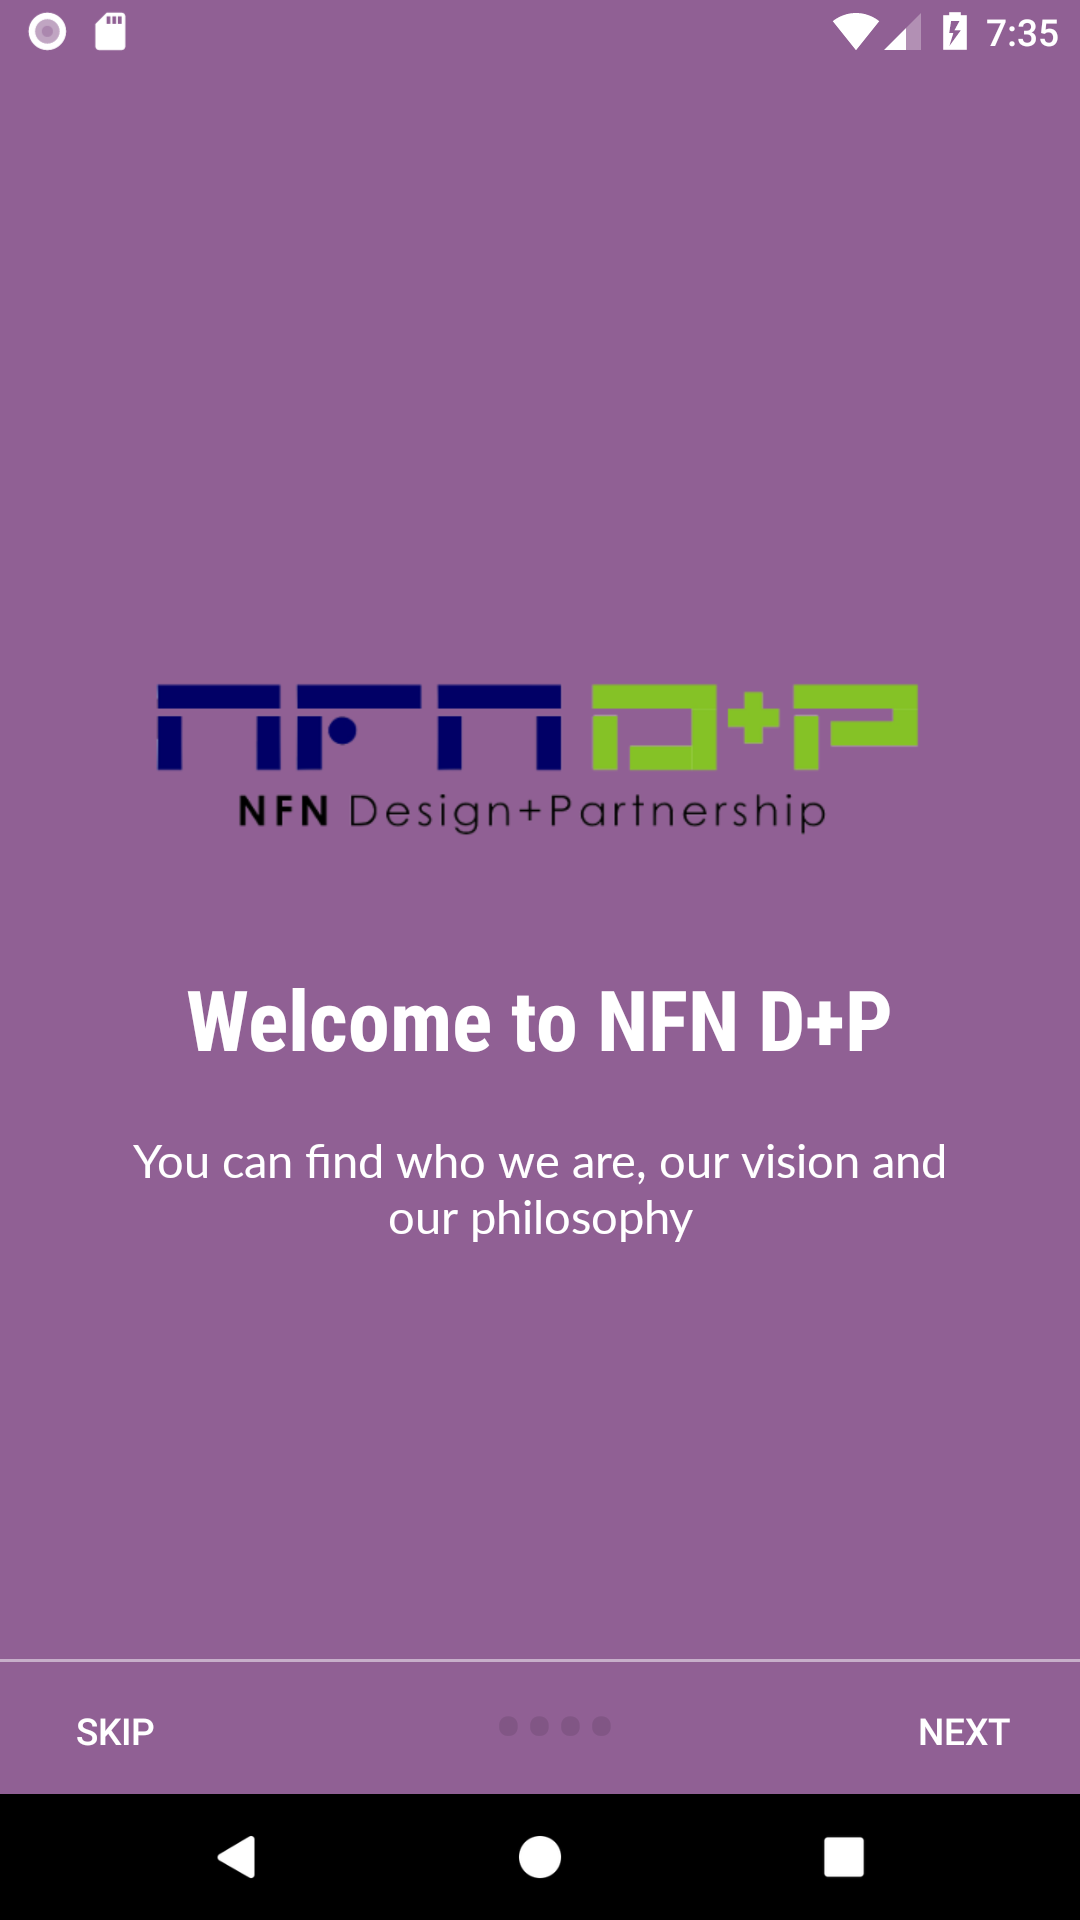 7:35
NFN D+P
NFN Design+Partnership
Welcome to NFN D+P
You can find who we are, our vision and
our philosophy
SKIP
NEXT